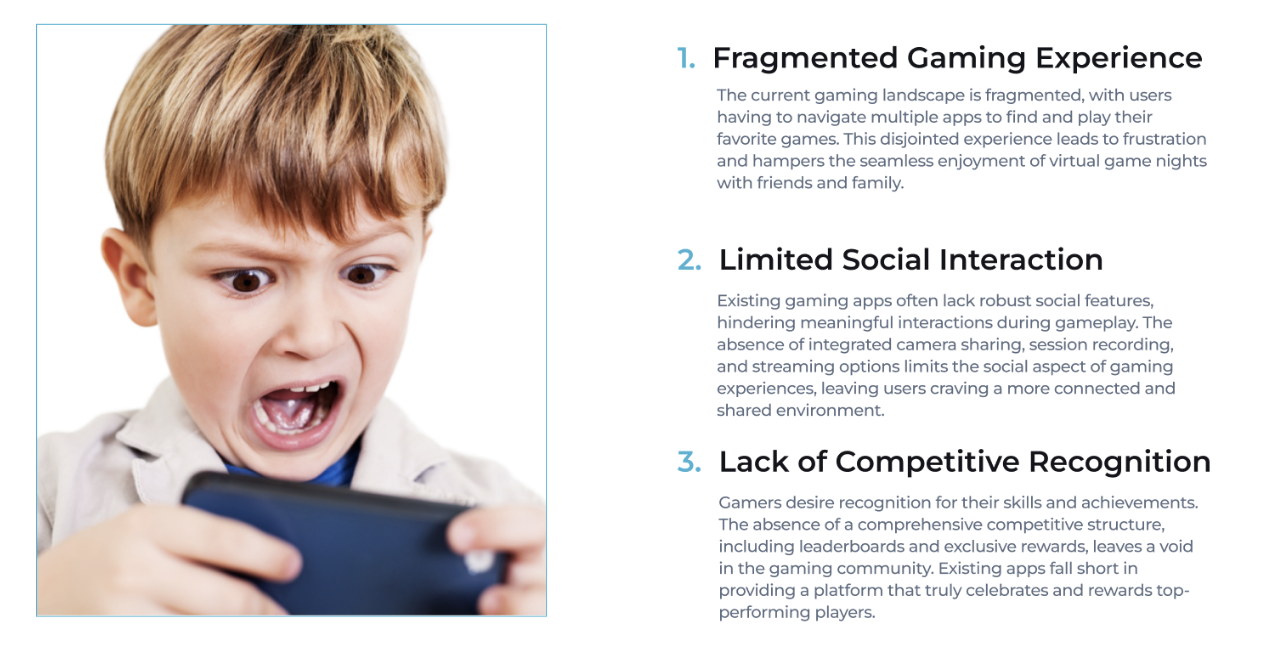 1. Fragmented Gaming Experience
The current gaming landscape is fragmented, with users
having to navigate multiple apps to find and play their
favorite games. This disjointed experience leads to frustration
and hampers the seamless enjoyment of virtual game nights
with friends and family.
2. Limited Social Interaction
Existing gaming apps often lack robust social features,
hindering meaningful interactions during gameplay. The
absence of integrated camera sharing, session recording,
and streaming options limits the social aspect of gaming
experiences, leaving users craving a more connected and
shared environment.
3. Lack of Competitive Recognition
Gamers desire recognition for their skills and achievements.
The absence of a comprehensive competitive structure,
including leaderboards and exclusive rewards, leaves a void
in the gaming community. Existing apps fall short in
providing a platform that truly celebrates and rewards top-
performing players.